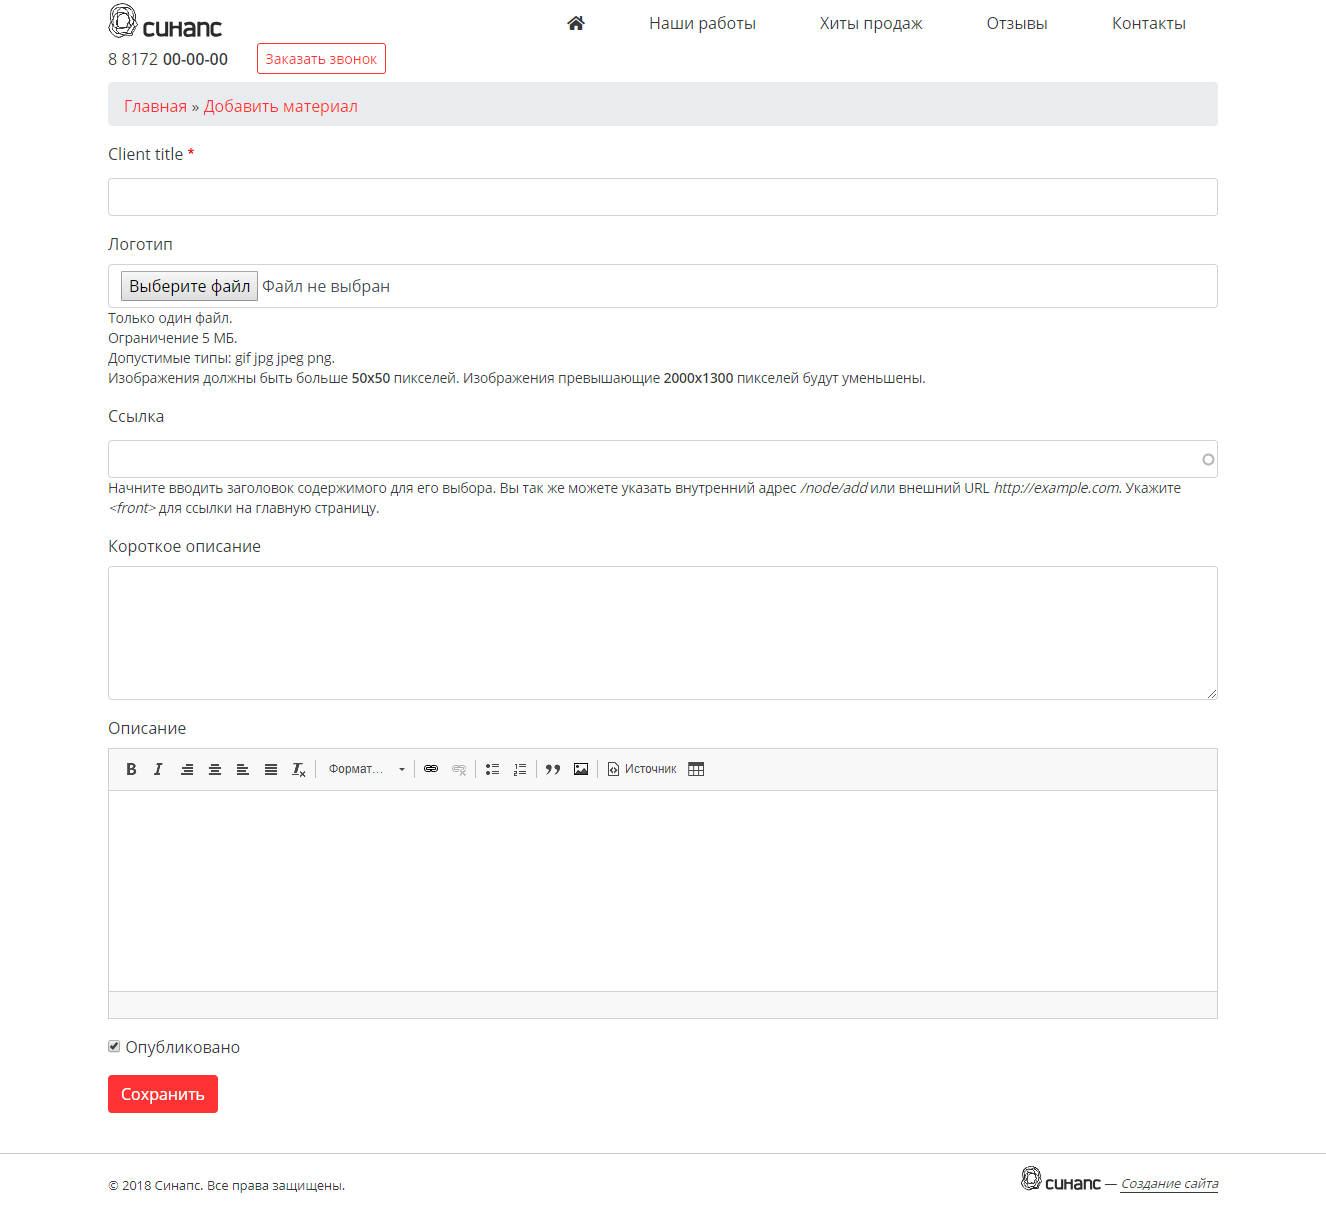 синапс
Наши работы Хиты продаж Отзывы Контакты
8 8172 00-00-00 Заказать звонок
Главная » Добавить материал
Client title *
Логотип
Выберите файл Файл не выбран
Только один файл.
Ограничение 5 МБ.
Допустимые типы: gif jpg jpeg png.
Изображения должны быть больше 50x50 пикселей. Изображения превышающие 2000x1300 пикселей будут уменьшены.
Ссылка
Начните вводить заголовок содержимого для его выбора. Вы так же можете указать внутренний адрес /node/add или внешний URL http://example.com. Укажите
<front> для ссылки на главную страницу.
Короткое описание
Описание
Формат... Источник
Опубликовано
Сохранить
© 2018 Синапс. Все права защищены.
синапс — Создание сайта